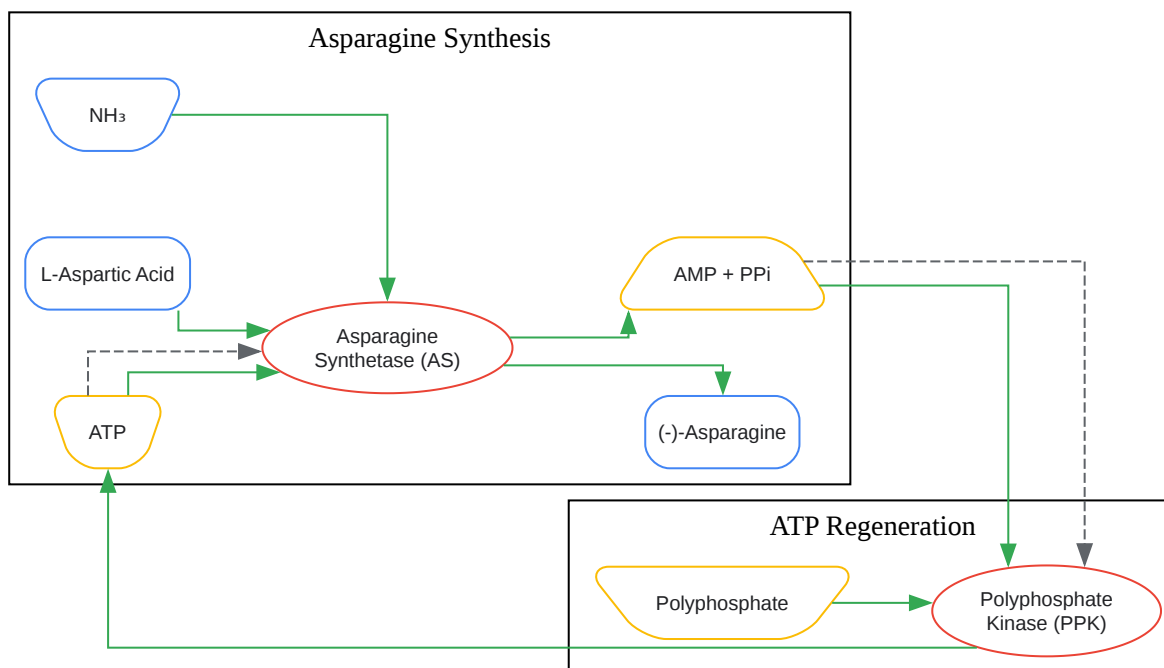 Asparagine Synthesis
NH₃
L-Aspartic Acid
AMP + PPi
Asparagine
Synthetase (AS)
ATP
(-)-Asparagine
ATP Regeneration
Polyphosphate
Polyphosphate
Kinase (PPK)